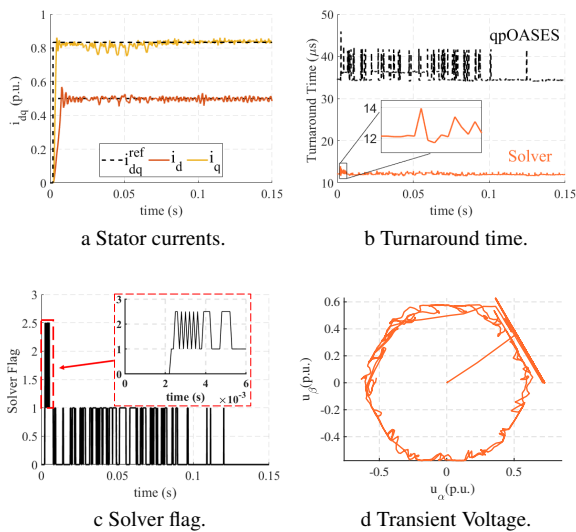 1
0.8
0.6
0.4
0.2
0
i_dq (p.u.)
i_dq^ref i_d i_q
0 0.05 0.1 0.15
time (s)
a Stator currents.
50
40
30
20
10
Turnaround Time (μs)
qpOASES
14
12
Solver
0 0.05 0.1 0.15
time (s)
b Turnaround time.
3
2.5
2
1.5
1
0.5
0
Solver Flag
3
2
1
0
0 2 4 6
time (s) ×10⁻³
0 0.05 0.1 0.15
time (s)
c Solver flag.
0.6
0.4
0.2
0
-0.2
-0.4
u_β(p.u.)
-0.5 0 0.5
u_α(p.u.)
d Transient Voltage.